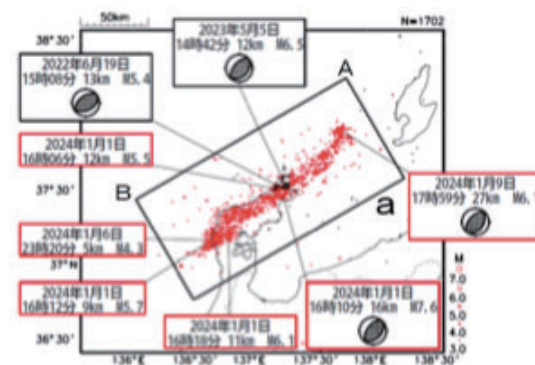 50km
N=1702
38°30'
2023年5月5日
14時42分 12km M6.5
2022年6月19日
15時08分 13km M5.4
A
2024年1月1日
16時06分 12km M5.5
37°30'
B
2024年1月9日
17時59分 27km M6.1
a
2024年1月6日
23時20分 5km M4.3
37°N
2024年1月1日
16時12分 9km M5.7
2024年1月1日
16時18分 11km M6.1
2024年1月1日
16時10分 16km M7.6
M
7.0
6.0
5.0
4.0
3.0
36°30'
136°E
136°30'
137°E
137°30'
138°E
138°30'